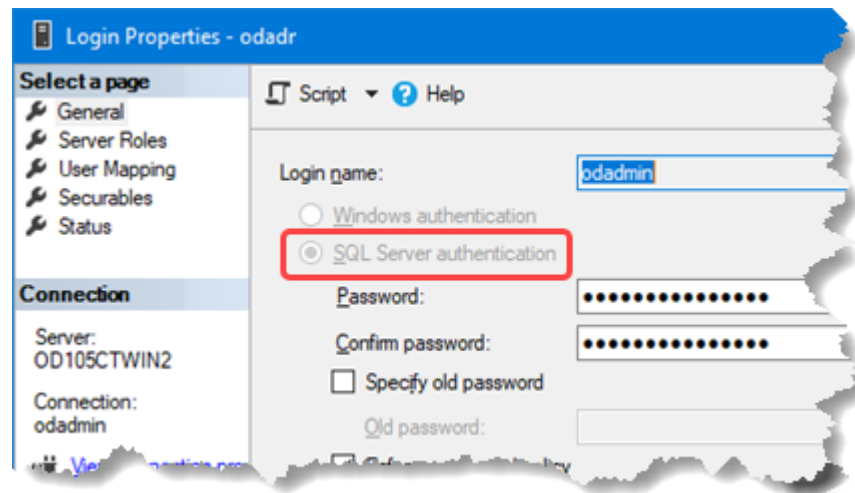 Login Properties - odadr
Select a page
General
Server Roles
User Mapping
Securables
Status
Script Help
Login name: odadmin
Windows authentication
SQL Server authentication
Password: ●●●●●●●●●●●●●●●
Confirm password: ●●●●●●●●●●●●●●●
Specify old password
Old password:
Connection
Server:
OD105CTWIN2
Connection:
odadmin